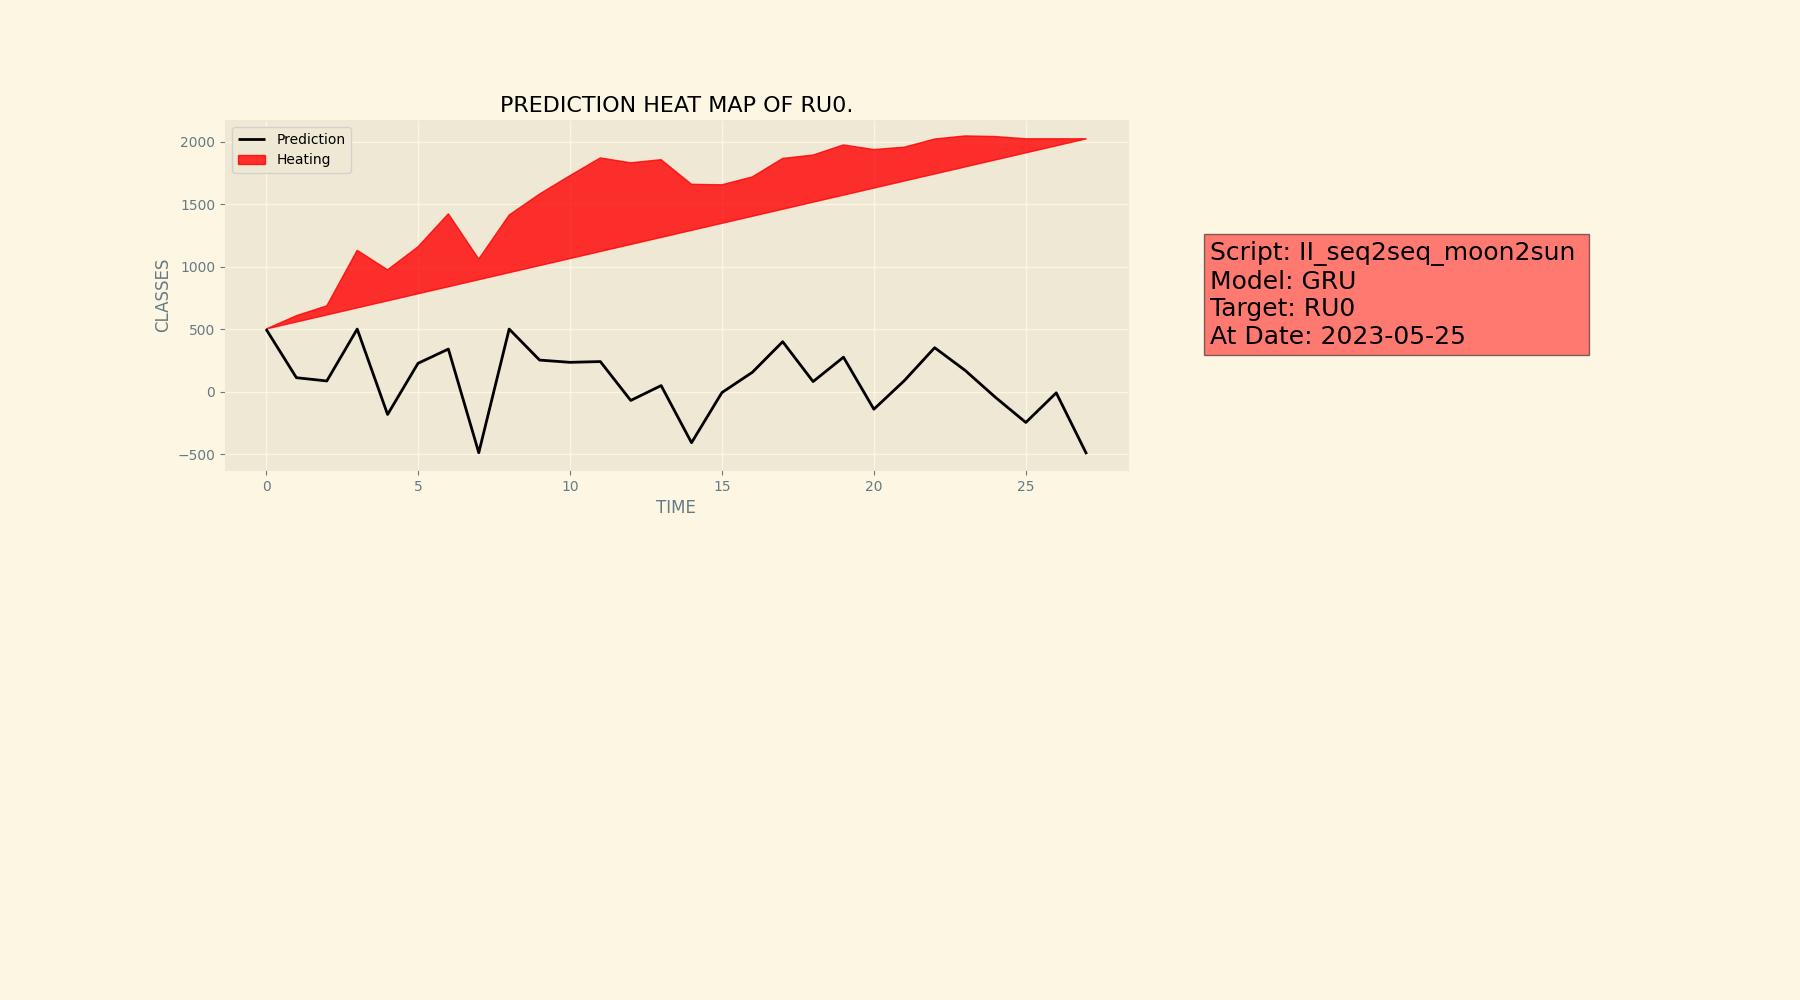 PREDICTION HEAT MAP OF RU0.
Prediction
Heating
2000
1500
1000
500
0
−500
CLASSES
0 5 10 15 20 25
TIME
Script: II_seq2seq_moon2sun
Model: GRU
Target: RU0
At Date: 2023-05-25